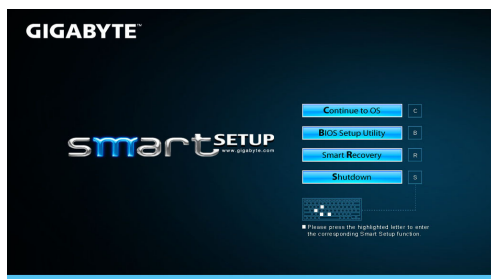 GIGABYTE™
smart SETUP
www.gigabyte.com
Continue to OS C
BIOS Setup Utility B
Smart Recovery R
Shutdown S
Please press the highlighted letter to enter
the corresponding Smart Setup function.